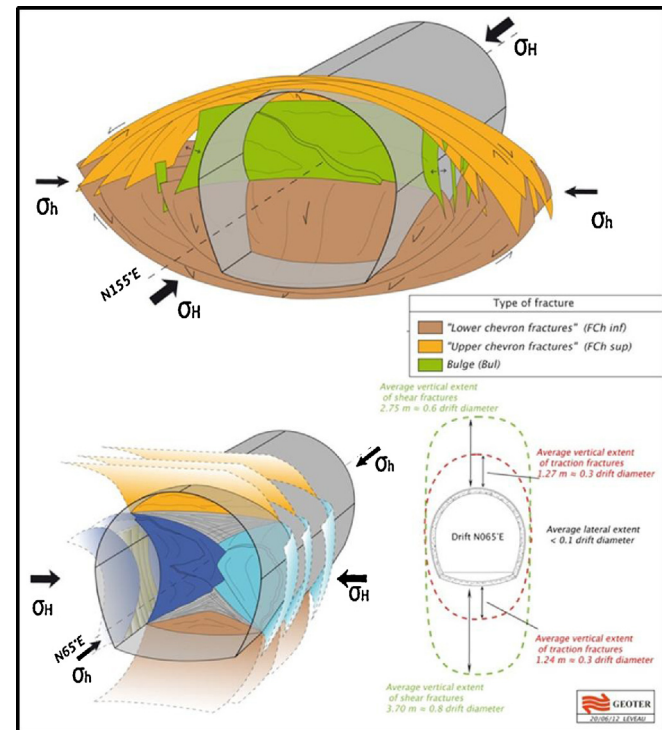 σH
σh
σh
N155°E
σH
Type of fracture
"Lower chevron fractures" (FCh inf)
"Upper chevron fractures" (FCh sup)
Bulge (Bul)
Average vertical extent
of shear fractures
2.75 m ≈ 0.6 drift diameter
Average vertical extent
of traction fractures
1.27 m ≈ 0.3 drift diameter
Drift N065°E
Average lateral extent
< 0.1 drift diameter
Average vertical extent
of traction fractures
1.24 m ≈ 0.3 drift diameter
Average vertical extent
of shear fractures
3.70 m ≈ 0.8 drift diameter
σh
σH
σH
N65°E
σh
GEOTER
20/06/12 LEVEAU